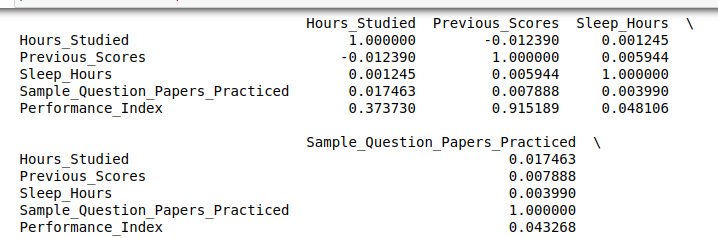 Hours_Studied  Previous_Scores  Sleep_Hours  \
Hours_Studied 1.000000 -0.012390 0.001245
Previous_Scores -0.012390 1.000000 0.005944
Sleep_Hours 0.001245 0.005944 1.000000
Sample_Question_Papers_Practiced 0.017463 0.007888 0.003990
Performance_Index 0.373730 0.915189 0.048106
Sample_Question_Papers_Practiced  \
Hours_Studied 0.017463
Previous_Scores 0.007888
Sleep_Hours 0.003990
Sample_Question_Papers_Practiced 1.000000
Performance_Index 0.043268